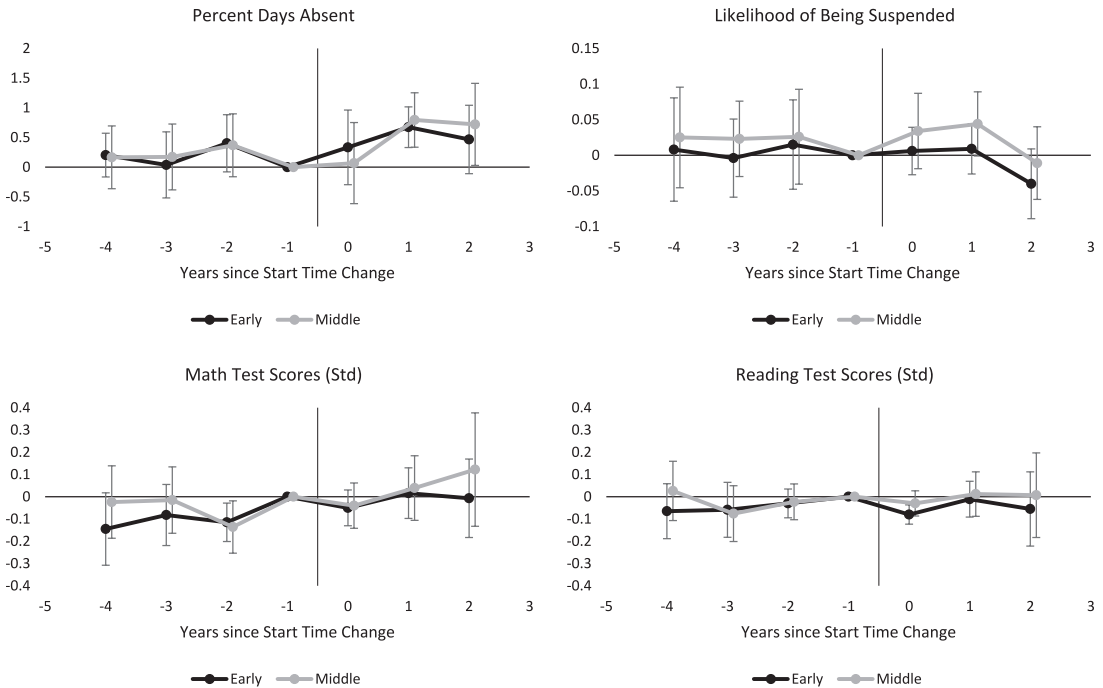 Percent Days Absent
2
1.5
1
0.5
0
-0.5
-1
-5 -4 -3 -2 -1 0 1 2 3
Years since Start Time Change
Early Middle
Likelihood of Being Suspended
0.15
0.1
0.05
0
-0.05
-0.1
-5 -4 -3 -2 -1 0 1 2 3
Years since Start Time Change
Early Middle
Math Test Scores (Std)
0.4
0.3
0.2
0.1
0
-0.1
-0.2
-0.3
-0.4
-5 -4 -3 -2 -1 0 1 2 3
Years since Start Time Change
Early Middle
Reading Test Scores (Std)
0.4
0.3
0.2
0.1
0
-0.1
-0.2
-0.3
-0.4
-5 -4 -3 -2 -1 0 1 2 3
Years since Start Time Change
Early Middle